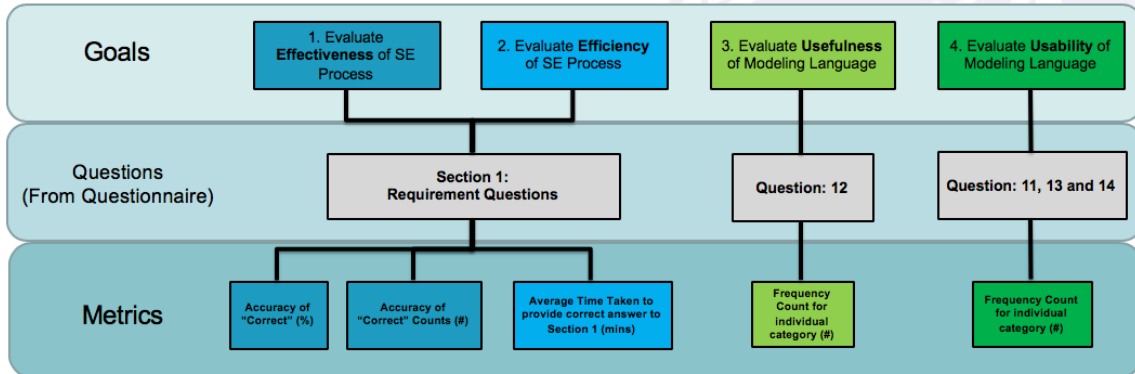 Goals
1. Evaluate
Effectiveness of SE
Process
2. Evaluate Efficiency
of SE Process
3. Evaluate Usefulness
of Modeling Language
4. Evaluate Usability of
Modeling Language
Questions
(From Questionnaire)
Section 1:
Requirement Questions
Question: 12
Question: 11, 13 and 14
Metrics
Accuracy of
“Correct” (%)
Accuracy of
“Correct” Counts (#)
Average Time Taken to
provide correct answer to
Section 1 (mins)
Frequency
Count for
individual
category (#)
Frequency Count
for individual
category (#)